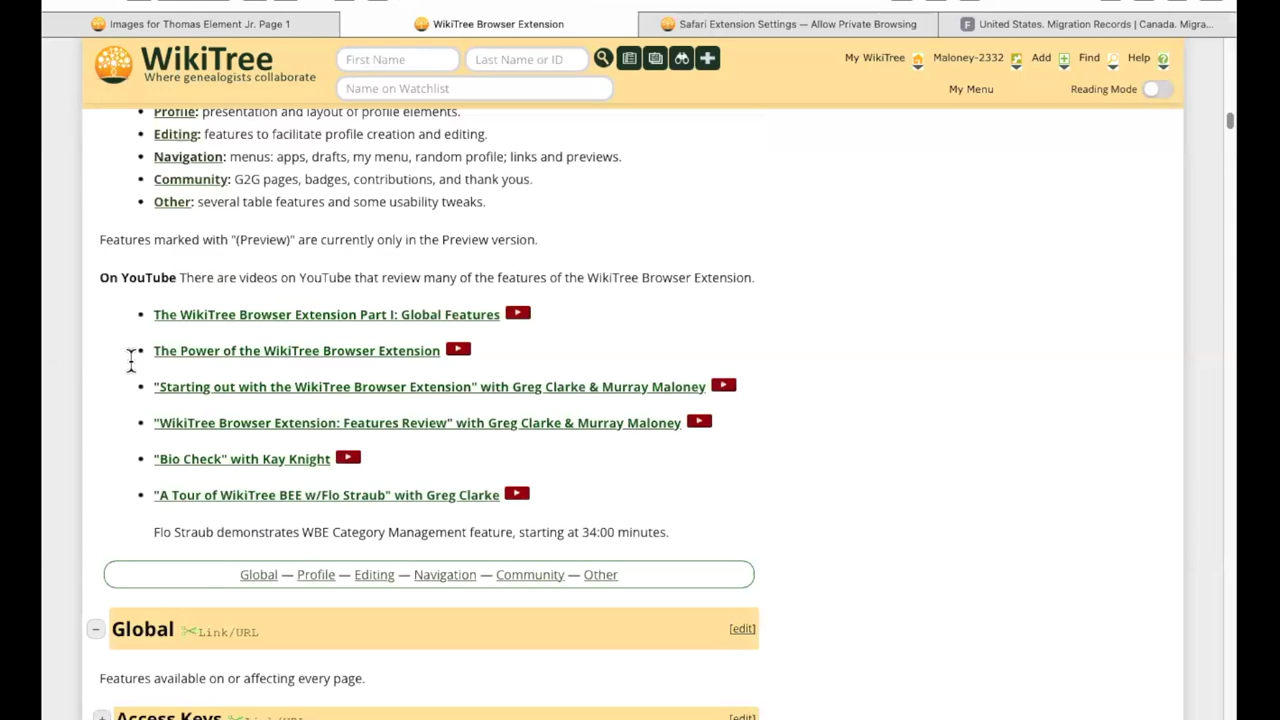 Images for Thomas Element Jr. Page 1
WikiTree Browser Extension
Safari Extension Settings — Allow Private Browsing
United States. Migration Records | Canada. Migra...
WikiTree
Where genealogists collaborate
First Name
Last Name or ID
Name on Watchlist
My WikiTree
Maloney-2332
Add
Find
Help
My Menu
Reading Mode
• Profile: presentation and layout of profile elements.
• Editing: features to facilitate profile creation and editing.
• Navigation: menus: apps, drafts, my menu, random profile; links and previews.
• Community: G2G pages, badges, contributions, and thank yous.
• Other: several table features and some usability tweaks.
Features marked with "(Preview)" are currently only in the Preview version.
On YouTube There are videos on YouTube that review many of the features of the WikiTree Browser Extension.
• The WikiTree Browser Extension Part I: Global Features
• The Power of the WikiTree Browser Extension
• "Starting out with the WikiTree Browser Extension" with Greg Clarke & Murray Maloney
• "WikiTree Browser Extension: Features Review" with Greg Clarke & Murray Maloney
• "Bio Check" with Kay Knight
• "A Tour of WikiTree BEE w/Flo Straub" with Greg Clarke
Flo Straub demonstrates WBE Category Management feature, starting at 34:00 minutes.
Global — Profile — Editing — Navigation — Community — Other
Global Link/URL [edit]
Features available on or affecting every page.
Access Keys Link/URL [edit]